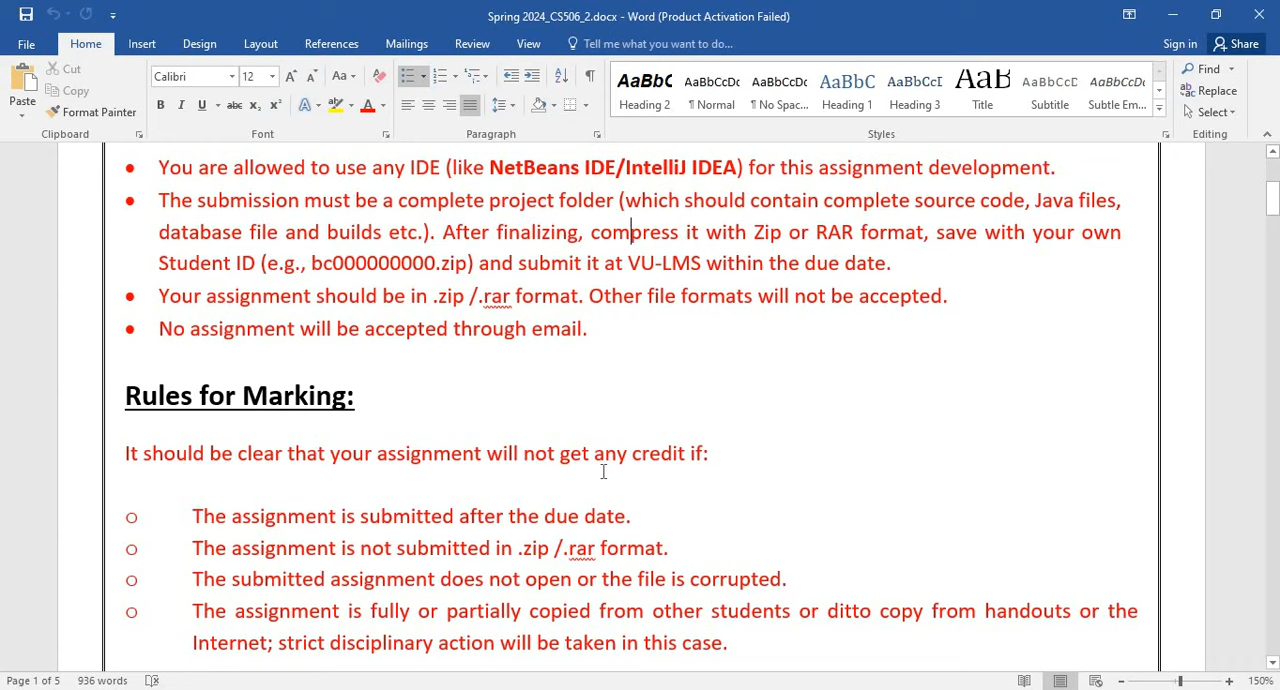 Spring 2024_CS506_2.docx - Word (Product Activation Failed)
File Home Insert Design Layout References Mailings Review View Tell me what you want to do... Sign in Share
Paste Cut Copy Format Painter
Calibri 12 Aa
B I U abc x₂ x² A A
AaBbC AaBbCcDc AaBbCcDc AaBbC AaBbCcI AaB AaBbCcD AaBbCcDc
Heading 2 ¶ Normal ¶ No Spac... Heading 1 Heading 3 Title Subtitle Subtle Em...
Find Replace Select
Clipboard Font Paragraph Styles Editing
• You are allowed to use any IDE (like NetBeans IDE/IntelliJ IDEA) for this assignment development.
• The submission must be a complete project folder (which should contain complete source code, Java files,
database file and builds etc.). After finalizing, compress it with Zip or RAR format, save with your own
Student ID (e.g., bc000000000.zip) and submit it at VU-LMS within the due date.
• Your assignment should be in .zip /.rar format. Other file formats will not be accepted.
• No assignment will be accepted through email.
Rules for Marking:
It should be clear that your assignment will not get any credit if:
o The assignment is submitted after the due date.
o The assignment is not submitted in .zip /.rar format.
o The submitted assignment does not open or the file is corrupted.
o The assignment is fully or partially copied from other students or ditto copy from handouts or the
Internet; strict disciplinary action will be taken in this case.
Page 1 of 5 936 words 150%